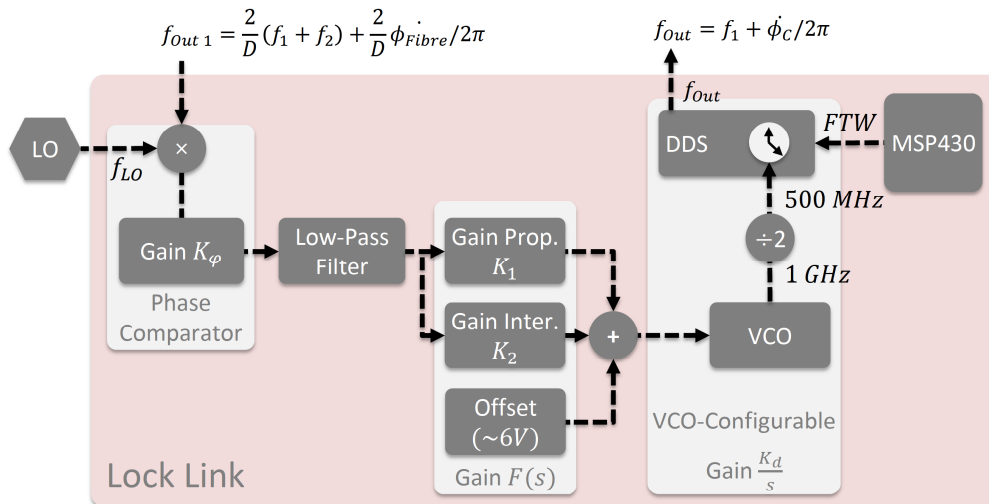 f_{Out 1} = \frac{2}{D}(f_1 + f_2) + \frac{2}{D}\dot{\phi_{Fibre}}/2\pi
f_{Out} = f_1 + \dot{\phi_C}/2\pi
f_{Out}
LO
f_{LO}
×
DDS
FTW
MSP430
500 MHz
÷2
1 GHz
Gain K_φ
Low-Pass
Filter
Gain Prop.
K_1
Phase
Comparator
Gain Inter.
K_2
+
VCO
Offset
(~6V)
VCO-Configurable
Gain \frac{K_d}{s}
Gain F(s)
Lock Link